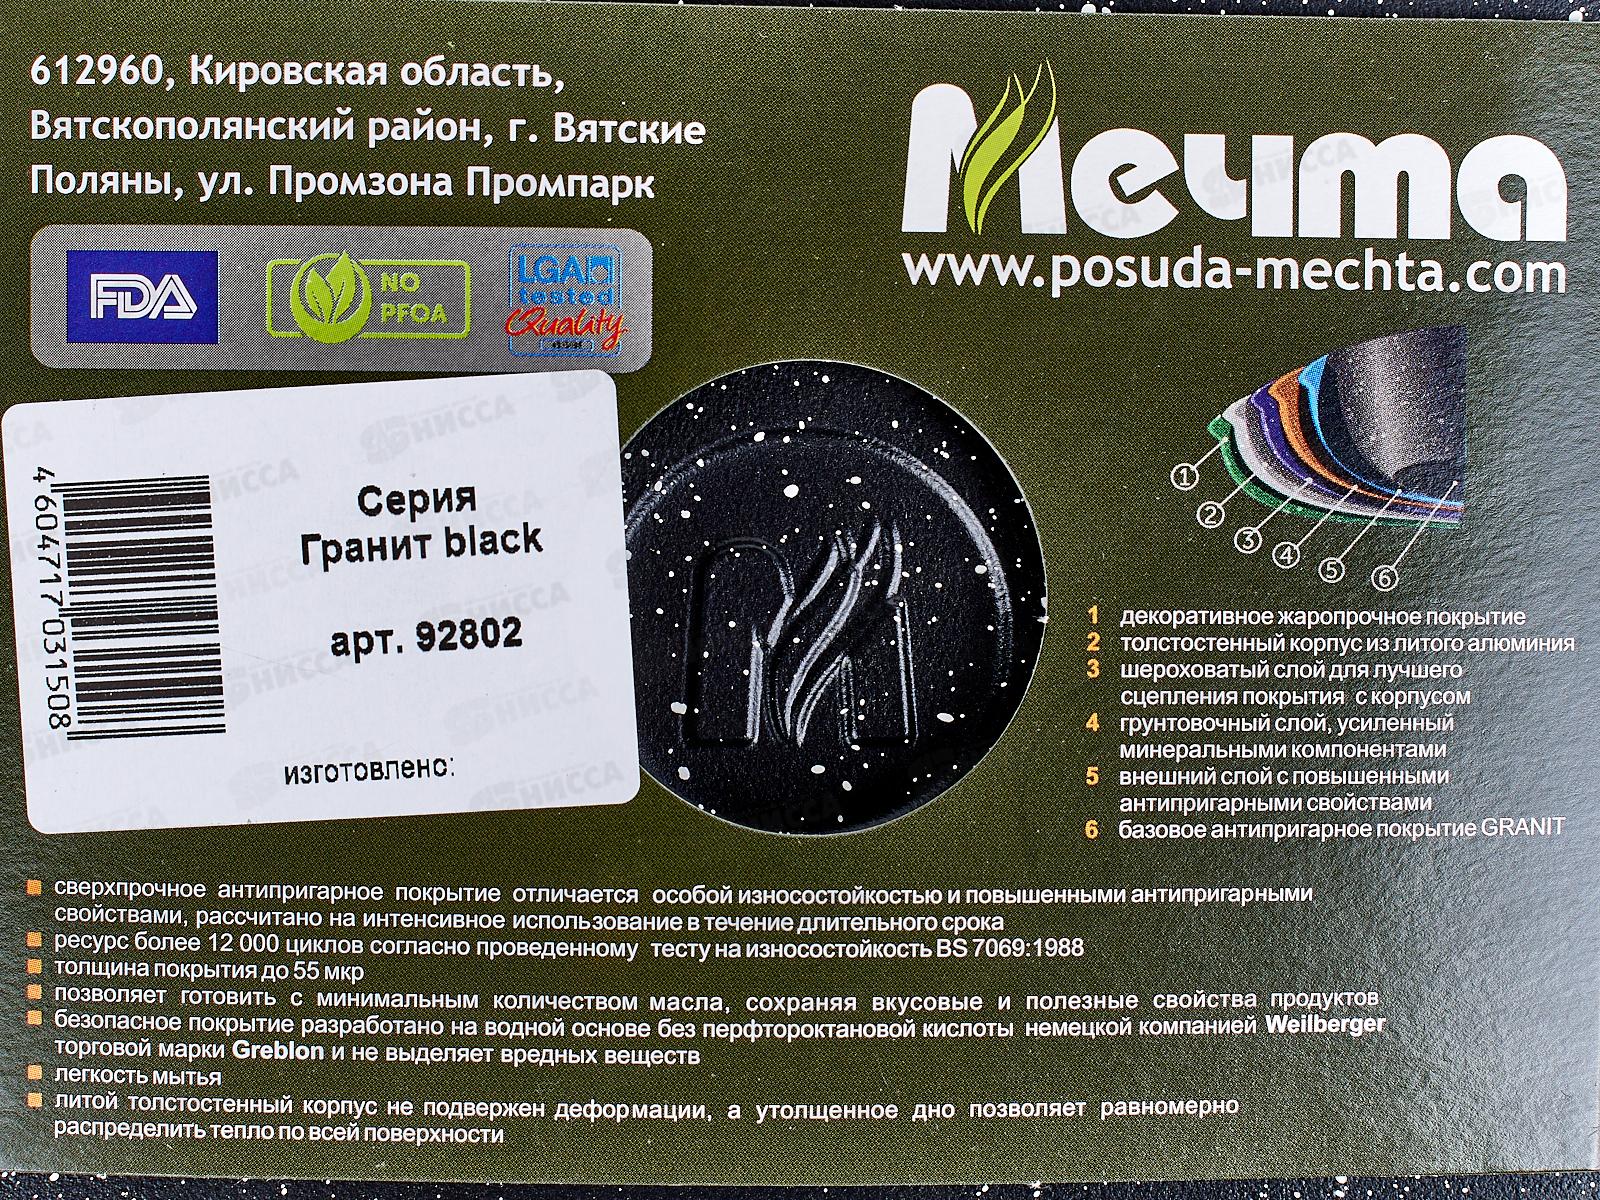 612960, Кировская область,
Вятскополянский район, г. Вятские
Поляны, ул. Промзона Промпарк
Мечта
www.posuda-mechta.com
FDA
NO
PFOA
LGA
tested
Quality
4 604717 031508
Серия
Гранит black
арт. 92802
изготовлено:
1
2
3
4
5
6
1 декоративное жаропрочное покрытие
2 толстостенный корпус из литого алюминия
3 шероховатый слой для лучшего
сцепления покрытия с корпусом
4 грунтовочный слой, усиленный
минеральными компонентами
5 внешний слой с повышенными
антипригарными свойствами
6 базовое антипригарное покрытие GRANIT
сверхпрочное антипригарное покрытие отличается особой износостойкостью и повышенными антипригарными
свойствами, рассчитано на интенсивное использование в течение длительного срока
ресурс более 12 000 циклов согласно проведенному тесту на износостойкость BS 7069:1988
толщина покрытия до 55 мкр
позволяет готовить с минимальным количеством масла, сохраняя вкусовые и полезные свойства продуктов
безопасное покрытие разработано на водной основе без перфтороктановой кислоты немецкой компанией Weilberger
торговой марки Greblon и не выделяет вредных веществ
легкость мытья
литой толстостенный корпус не подвержен деформации, а утолщенное дно позволяет равномерно
распределить тепло по всей поверхности